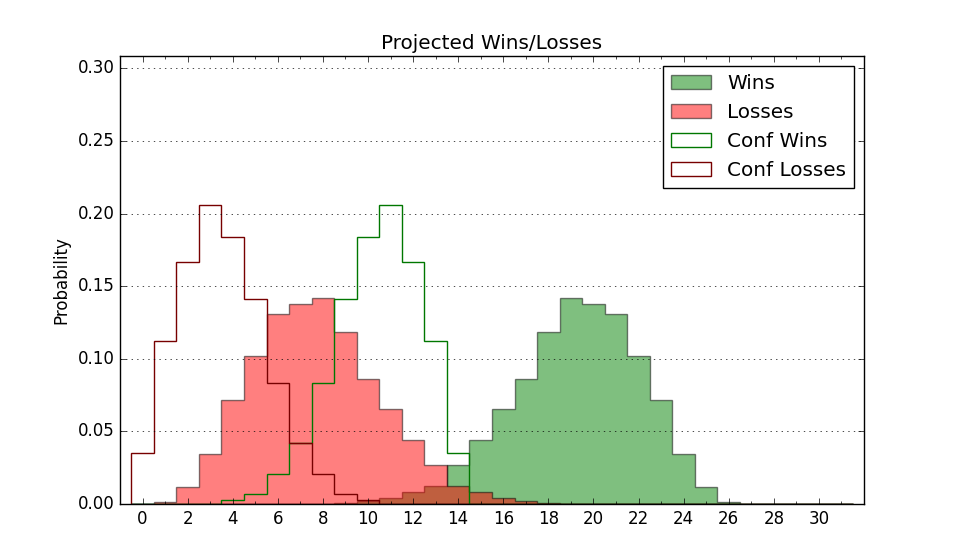 Projected Wins/Losses
0.30
0.25
0.20
0.15
0.10
0.05
0.00
Probability
Wins
Losses
Conf Wins
Conf Losses
0 2 4 6 8 10 12 14 16 18 20 22 24 26 28 30